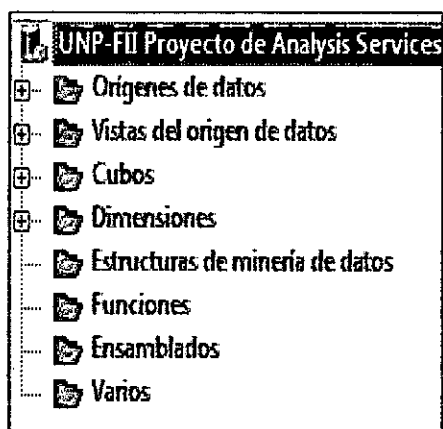 UNP-FII Proyecto de Analysis Services
Orígenes de datos
Vistas del origen de datos
Cubos
Dimensiones
Estructuras de minería de datos
Funciones
Ensamblados
Varios